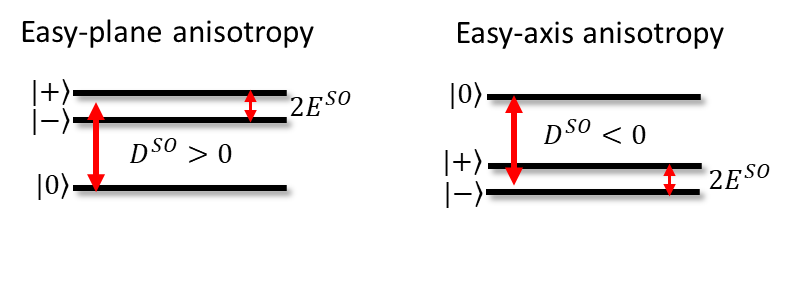 Easy-plane anisotropy
|+⟩
|−⟩
2E^{SO}
D^{SO} > 0
|0⟩
Easy-axis anisotropy
|0⟩
D^{SO} < 0
|+⟩
|−⟩
2E^{SO}